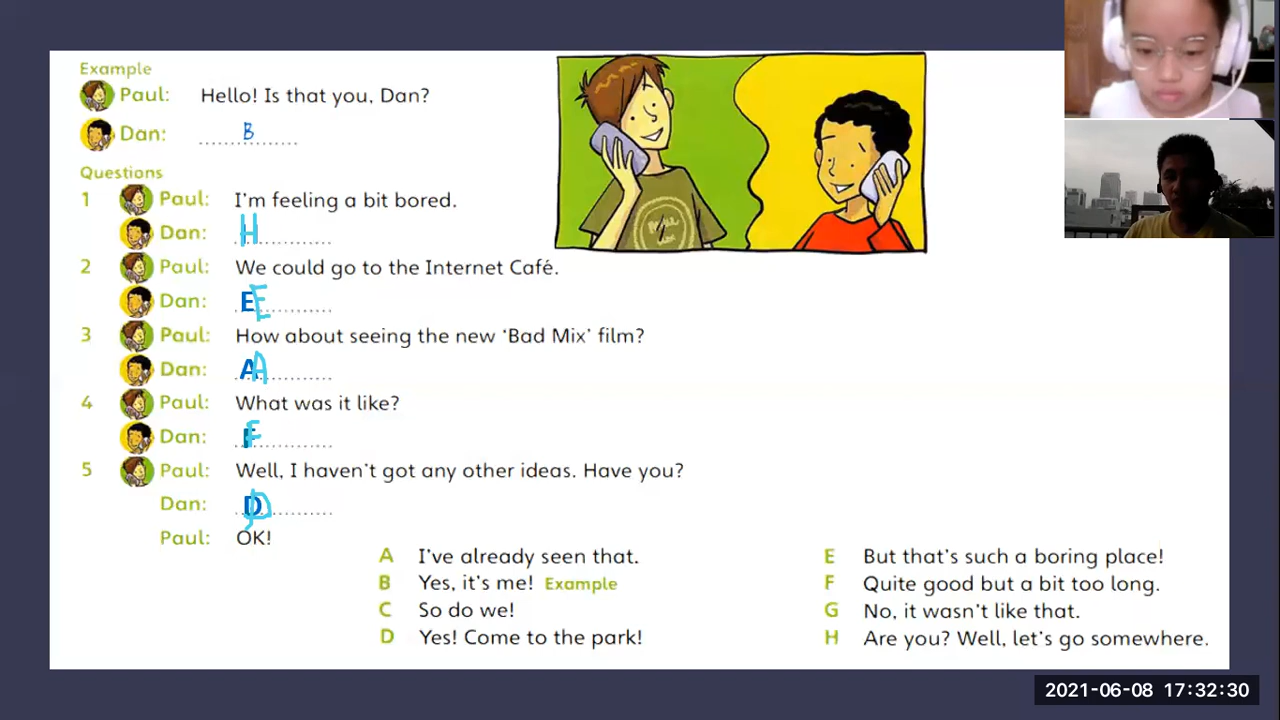 Example
Paul: Hello! Is that you, Dan?
Dan: B
Questions
1 Paul: I'm feeling a bit bored.
Dan: H
2 Paul: We could go to the Internet Café.
Dan: E E
3 Paul: How about seeing the new 'Bad Mix' film?
Dan: A A
4 Paul: What was it like?
Dan: F F
5 Paul: Well, I haven't got any other ideas. Have you?
Dan: D D
Paul: OK!
A I've already seen that.
B Yes, it's me! Example
C So do we!
D Yes! Come to the park!
E But that's such a boring place!
F Quite good but a bit too long.
G No, it wasn't like that.
H Are you? Well, let's go somewhere.
2021-06-08 17:32:30